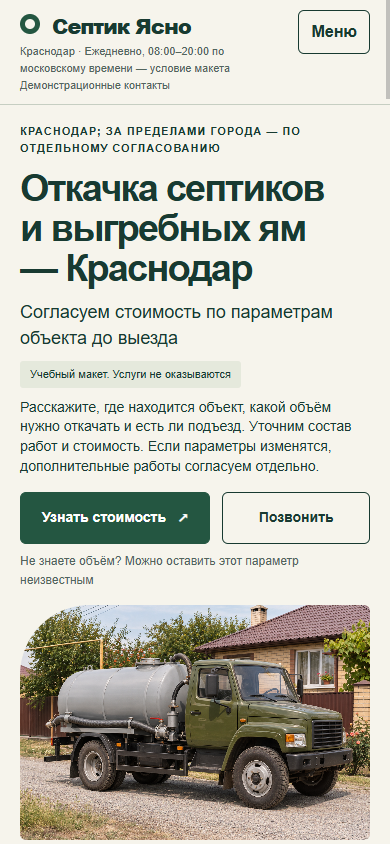 Септик Ясно
Меню
Краснодар · Ежедневно, 08:00–20:00 по
московскому времени — условие макета
Демонстрационные контакты
КРАСНОДАР; ЗА ПРЕДЕЛАМИ ГОРОДА — ПО
ОТДЕЛЬНОМУ СОГЛАСОВАНИЮ
Откачка септиков
и выгребных ям
— Краснодар
Согласуем стоимость по параметрам
объекта до выезда
Учебный макет. Услуги не оказываются
Расскажите, где находится объект, какой объём
нужно откачать и есть ли подъезд. Уточним состав
работ и стоимость. Если параметры изменятся,
дополнительные работы согласуем отдельно.
Узнать стоимость ↗
Позвонить
Не знаете объём? Можно оставить этот параметр
неизвестным